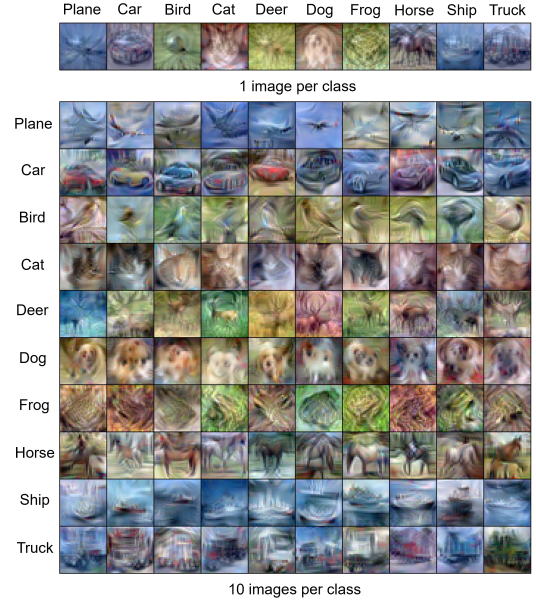 Plane Car Bird Cat Deer Dog Frog Horse Ship Truck
1 image per class
Plane
Car
Bird
Cat
Deer
Dog
Frog
Horse
Ship
Truck
10 images per class